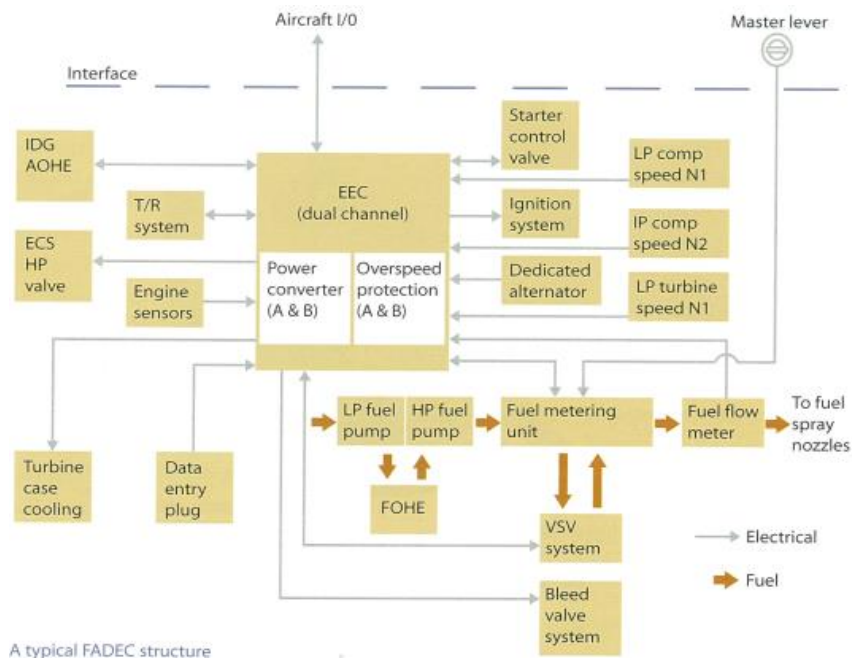 Aircraft I/0
Master lever
Interface
IDG
AOHE
T/R
system
ECS
HP
valve
Engine
sensors
EEC
(dual channel)
Power
converter
(A & B)
Overspeed
protection
(A & B)
Starter
control
valve
Ignition
system
Dedicated
alternator
LP comp
speed N1
IP comp
speed N2
LP turbine
speed N1
LP fuel
pump
HP fuel
pump
Fuel metering
unit
Fuel flow
meter
To fuel
spray
nozzles
Turbine
case
cooling
Data
entry
plug
FOHE
VSV
system
Bleed
valve
system
Electrical
Fuel
A typical FADEC structure